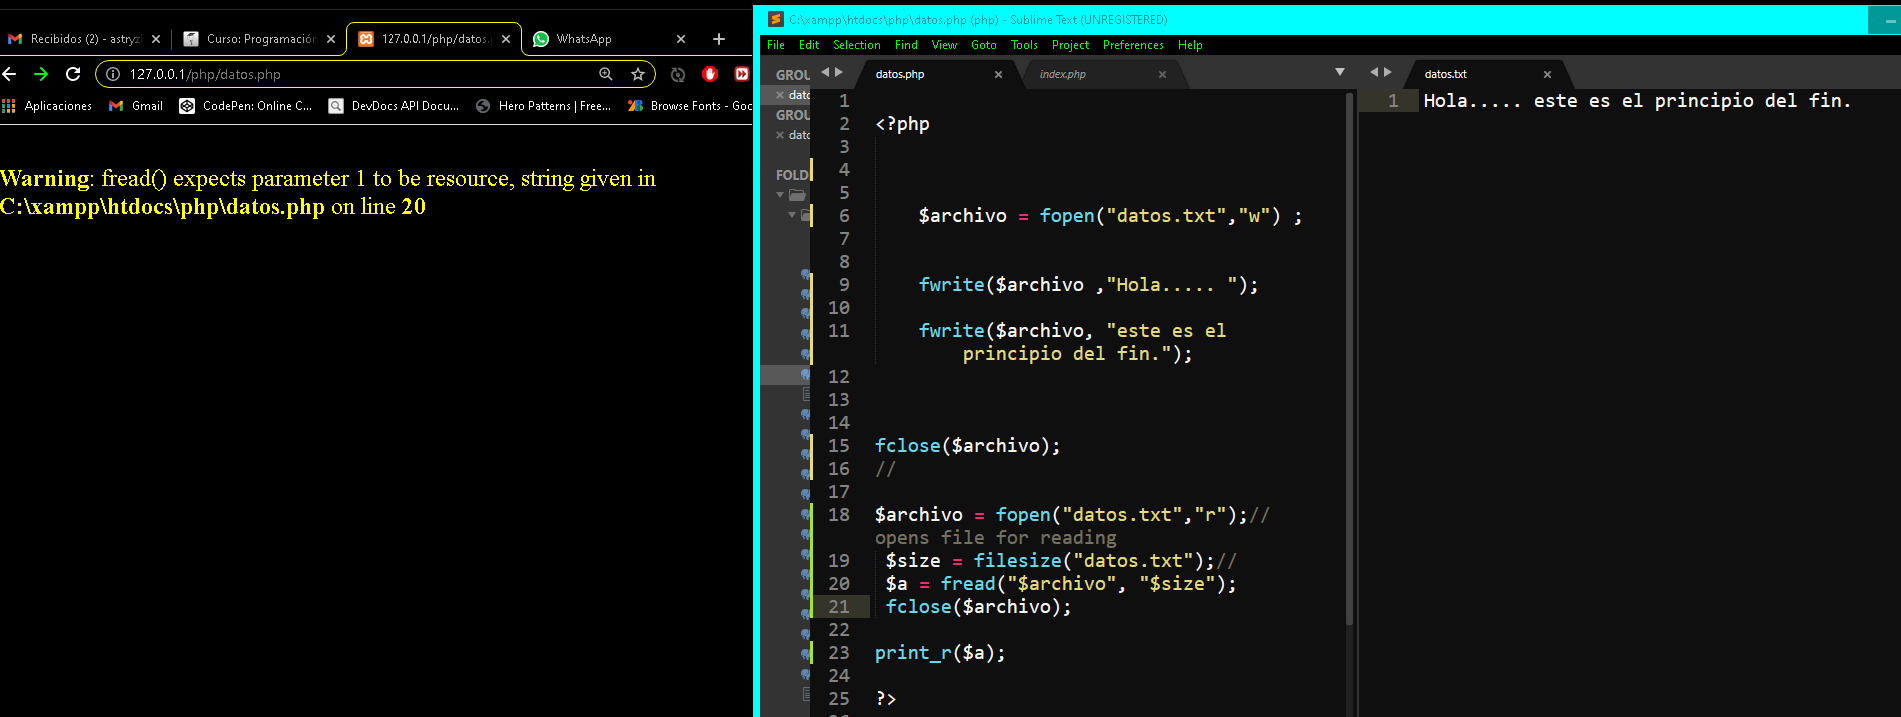 Recibidos (2) - astryz
Curso: Programación
127.0.0.1/php/datos.p
WhatsApp
127.0.0.1/php/datos.php
Aplicaciones
Gmail
CodePen: Online C...
DevDocs API Docu...
Hero Patterns | Free...
Browse Fonts - Goo
Warning: fread() expects parameter 1 to be resource, string given in
C:\xampp\htdocs\php\datos.php on line 20
C:\xampp\htdocs\php\datos.php (php) - Sublime Text (UNREGISTERED)
File Edit Selection Find View Goto Tools Project Preferences Help
GROU
dato
GROU
dato
FOLD
datos.php
index.php
1
2 <?php
3
4
5
6 $archivo = fopen("datos.txt","w") ;
7
8
9 fwrite($archivo ,"Hola..... ");
10
11 fwrite($archivo, "este es el
principio del fin.");
12
13
14
15 fclose($archivo);
16 //
17
18 $archivo = fopen("datos.txt","r");//
opens file for reading
19 $size = filesize("datos.txt");//
20 $a = fread("$archivo", "$size");
21 fclose($archivo);
22
23 print_r($a);
24
25 ?>
datos.txt
1 Hola..... este es el principio del fin.